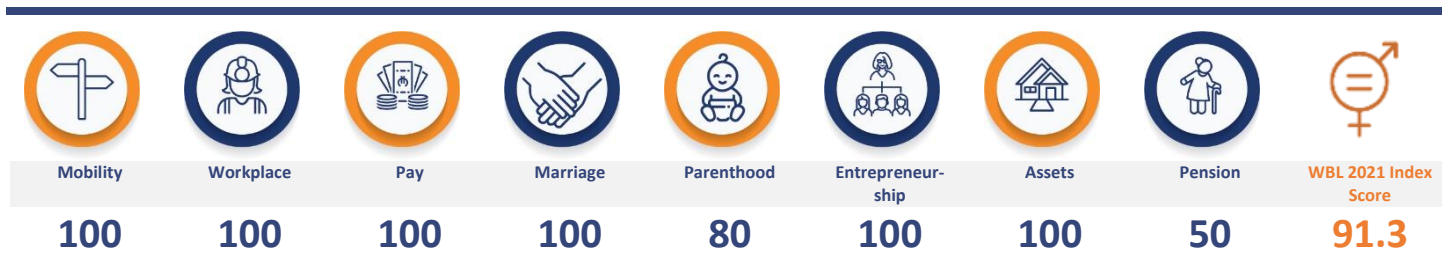 Mobility
Workplace
Pay
Marriage
Parenthood
Entrepreneur-
ship
Assets
Pension
WBL 2021 Index
Score
100
100
100
100
80
100
100
50
91.3